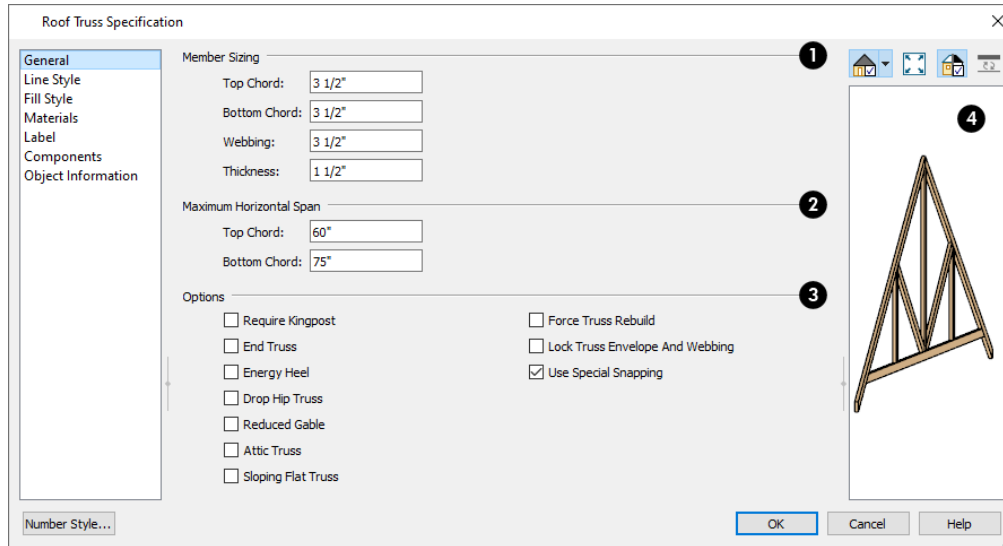 Roof Truss Specification
General
Line Style
Fill Style
Materials
Label
Components
Object Information
Member Sizing
1
Top Chord: 3 1/2"
Bottom Chord: 3 1/2"
Webbing: 3 1/2"
Thickness: 1 1/2"
Maximum Horizontal Span
2
Top Chord: 60"
Bottom Chord: 75"
Options
3
Require Kingpost
End Truss
Energy Heel
Drop Hip Truss
Reduced Gable
Attic Truss
Sloping Flat Truss
Force Truss Rebuild
Lock Truss Envelope And Webbing
Use Special Snapping
4
Number Style...
OK
Cancel
Help